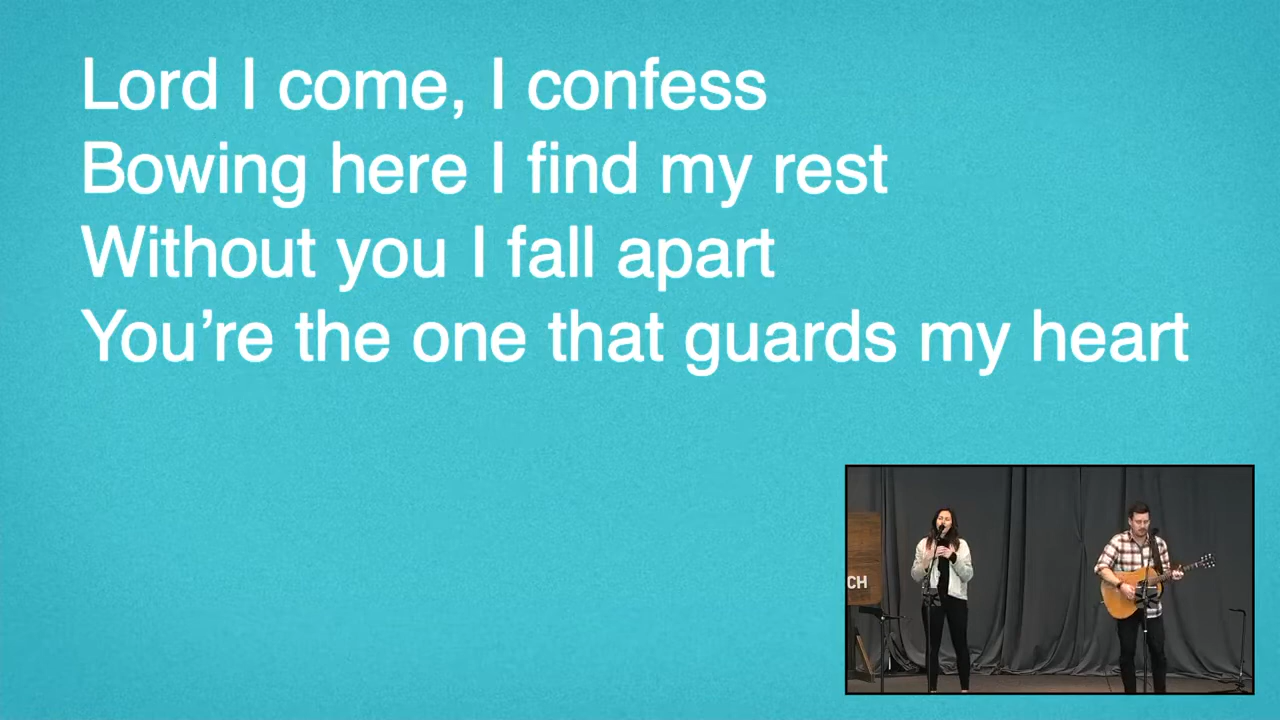 Lord I come, I confess
Bowing here I find my rest
Without you I fall apart
You’re the one that guards my heart
CH